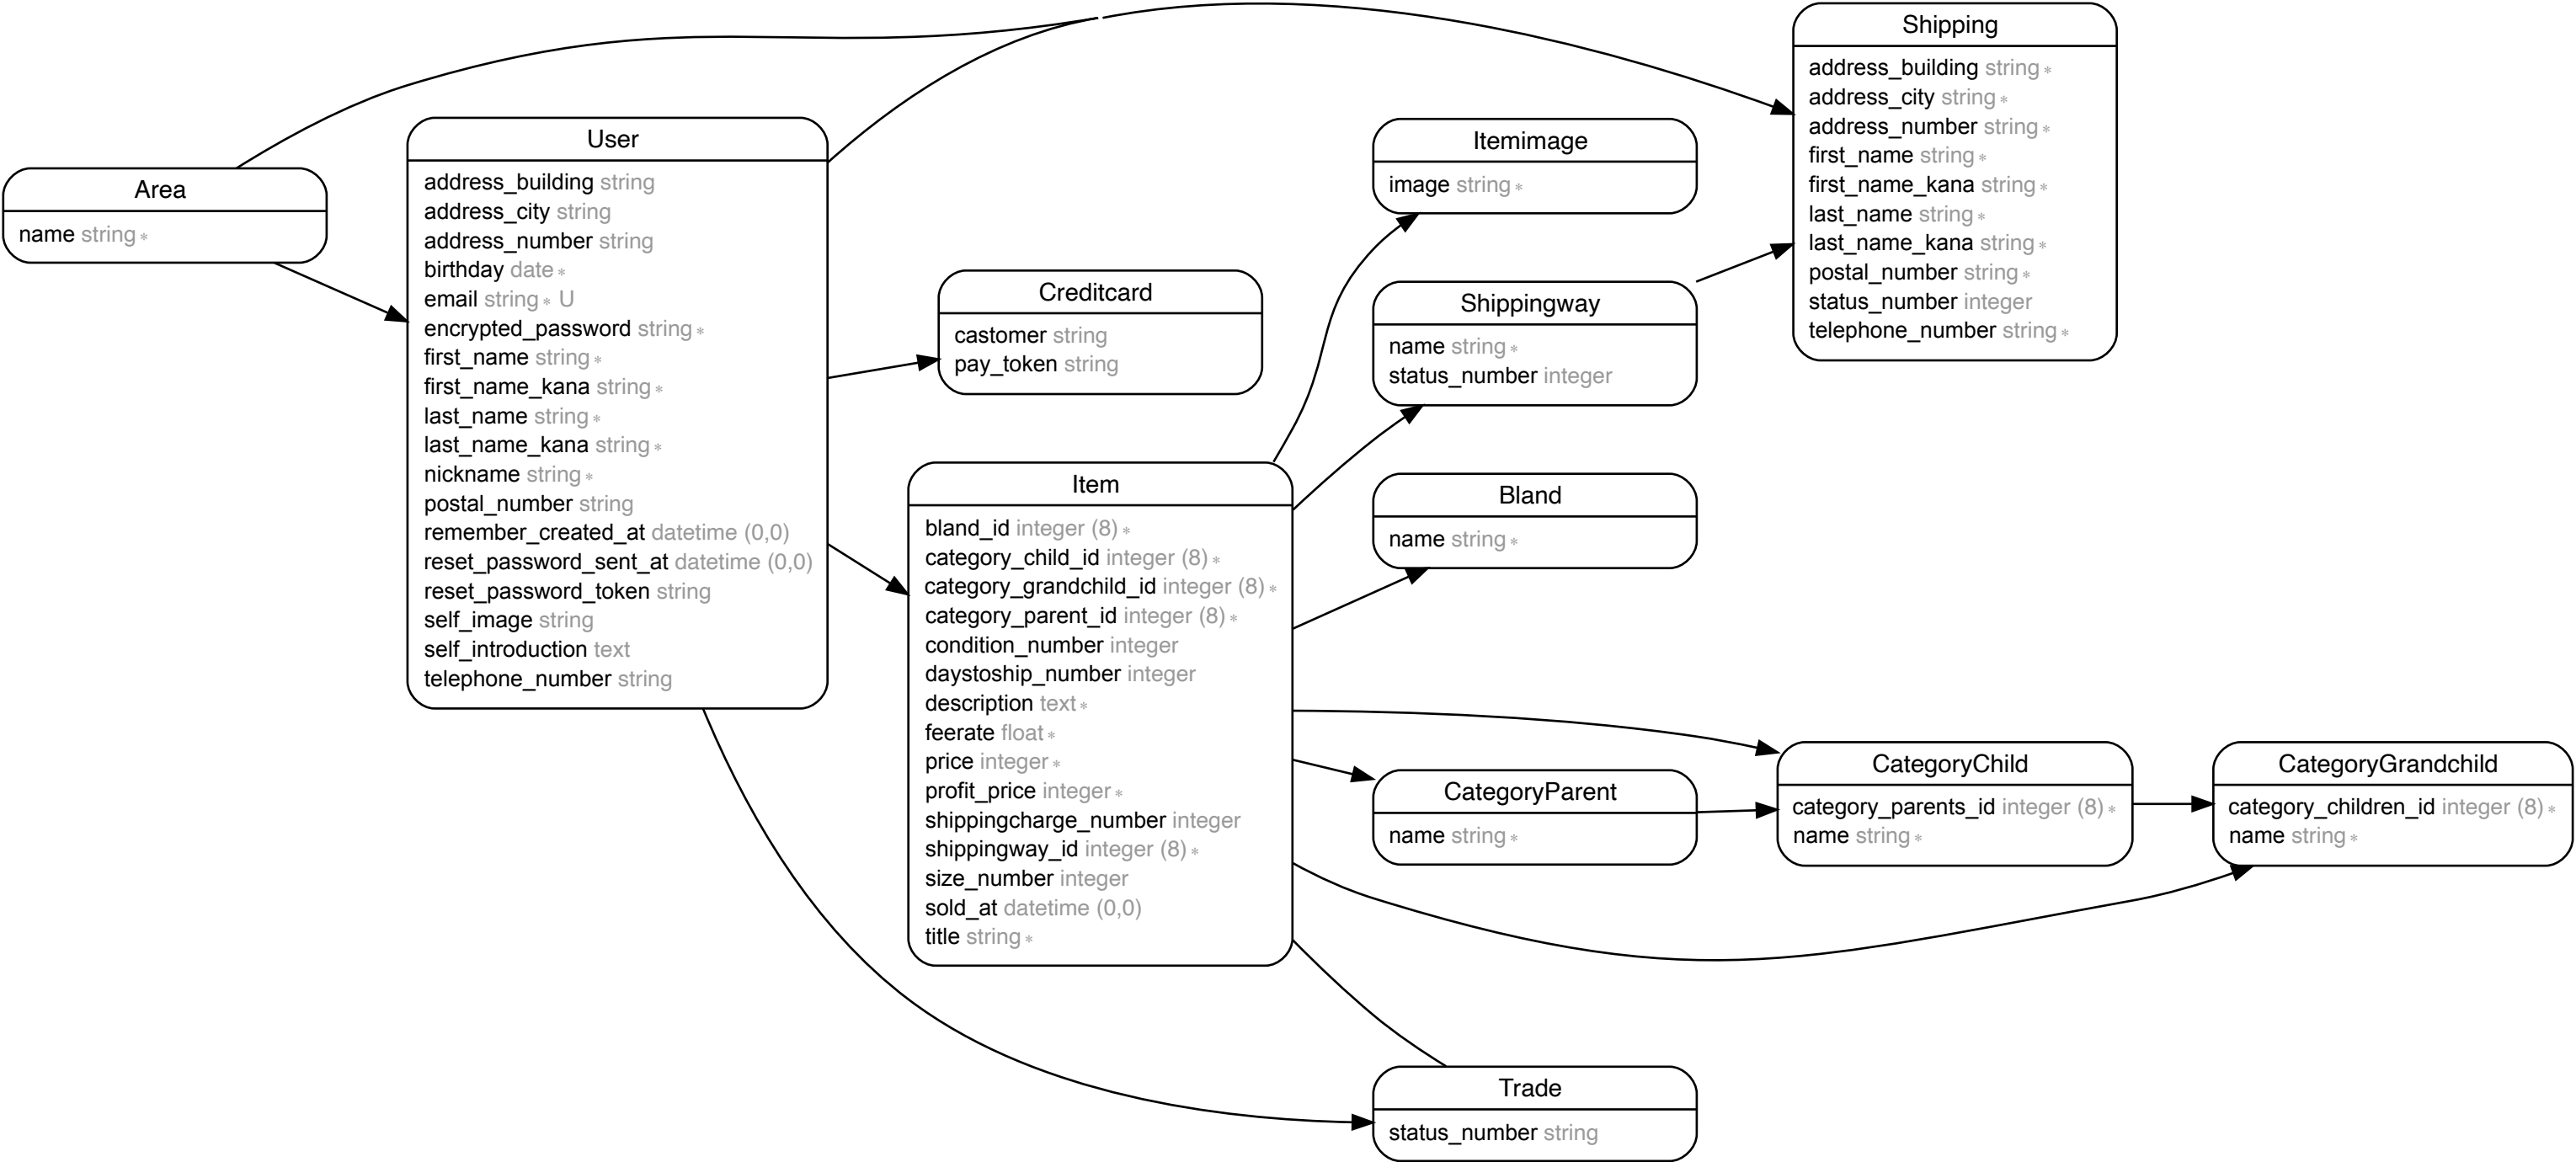 Area
name string *
User
address_building string
address_city string
address_number string
birthday date *
email string * U
encrypted_password string *
first_name string *
first_name_kana string *
last_name string *
last_name_kana string *
nickname string *
postal_number string
remember_created_at datetime (0,0)
reset_password_sent_at datetime (0,0)
reset_password_token string
self_image string
self_introduction text
telephone_number string
Creditcard
castomer string
pay_token string
Item
bland_id integer (8) *
category_child_id integer (8) *
category_grandchild_id integer (8) *
category_parent_id integer (8) *
condition_number integer
daystoship_number integer
description text *
feerate float *
price integer *
profit_price integer *
shippingcharge_number integer
shippingway_id integer (8) *
size_number integer
sold_at datetime (0,0)
title string *
Itemimage
image string *
Shippingway
name string *
status_number integer
Bland
name string *
CategoryParent
name string *
Trade
status_number string
Shipping
address_building string *
address_city string *
address_number string *
first_name string *
first_name_kana string *
last_name string *
last_name_kana string *
postal_number string *
status_number integer
telephone_number string *
CategoryChild
category_parents_id integer (8) *
name string *
CategoryGrandchild
category_children_id integer (8) *
name string *